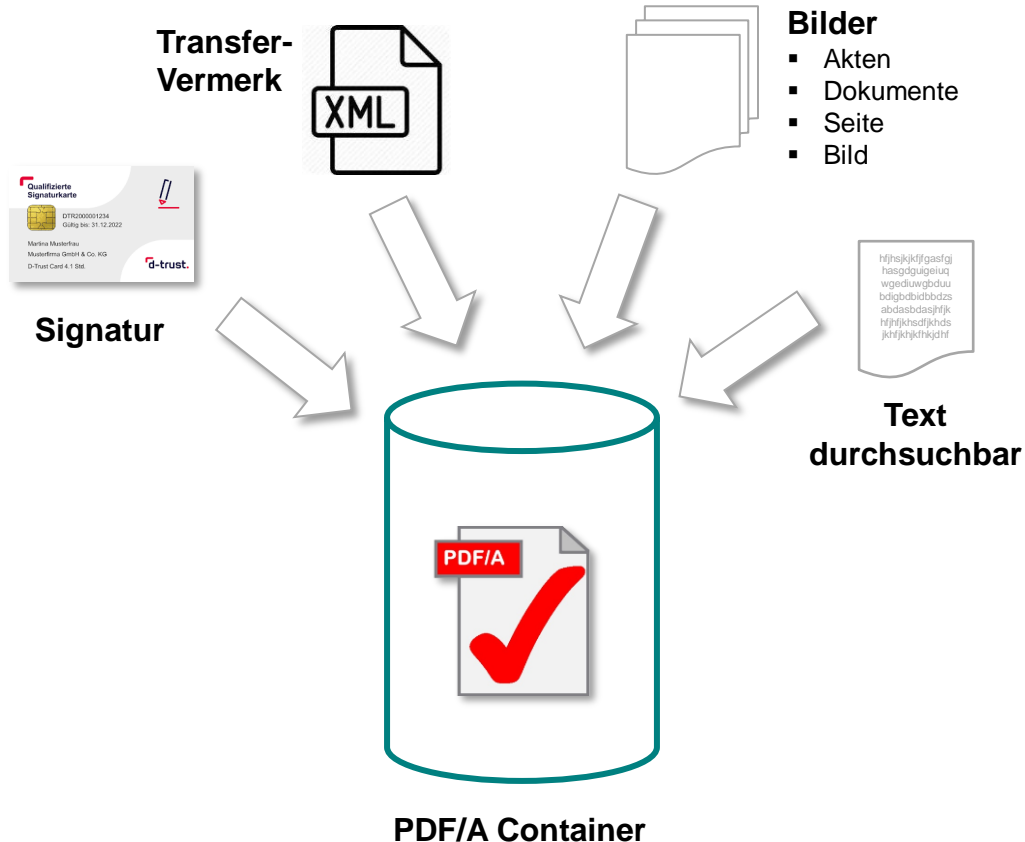 Transfer-
Vermerk
XML
Bilder
▪ Akten
▪ Dokumente
▪ Seite
▪ Bild
Qualifizierte
Signaturkarte
DTR2000001234
Gültig bis: 31.12.2022
Martina Musterfrau
Musterfirma GmbH & Co. KG
D-Trust Card 4.1 Std.
d-trust.
Signatur
hfjhsjkjkfjfgasfgj
hasgdguigeiuq
wgediuwgbduu
bdigbdbidbbdzs
abdasbdasjhfjk
hfjhfjkhsdfjkhds
jkhfjkhjkfhkjdhf
Text
durchsuchbar
PDF/A
PDF/A Container